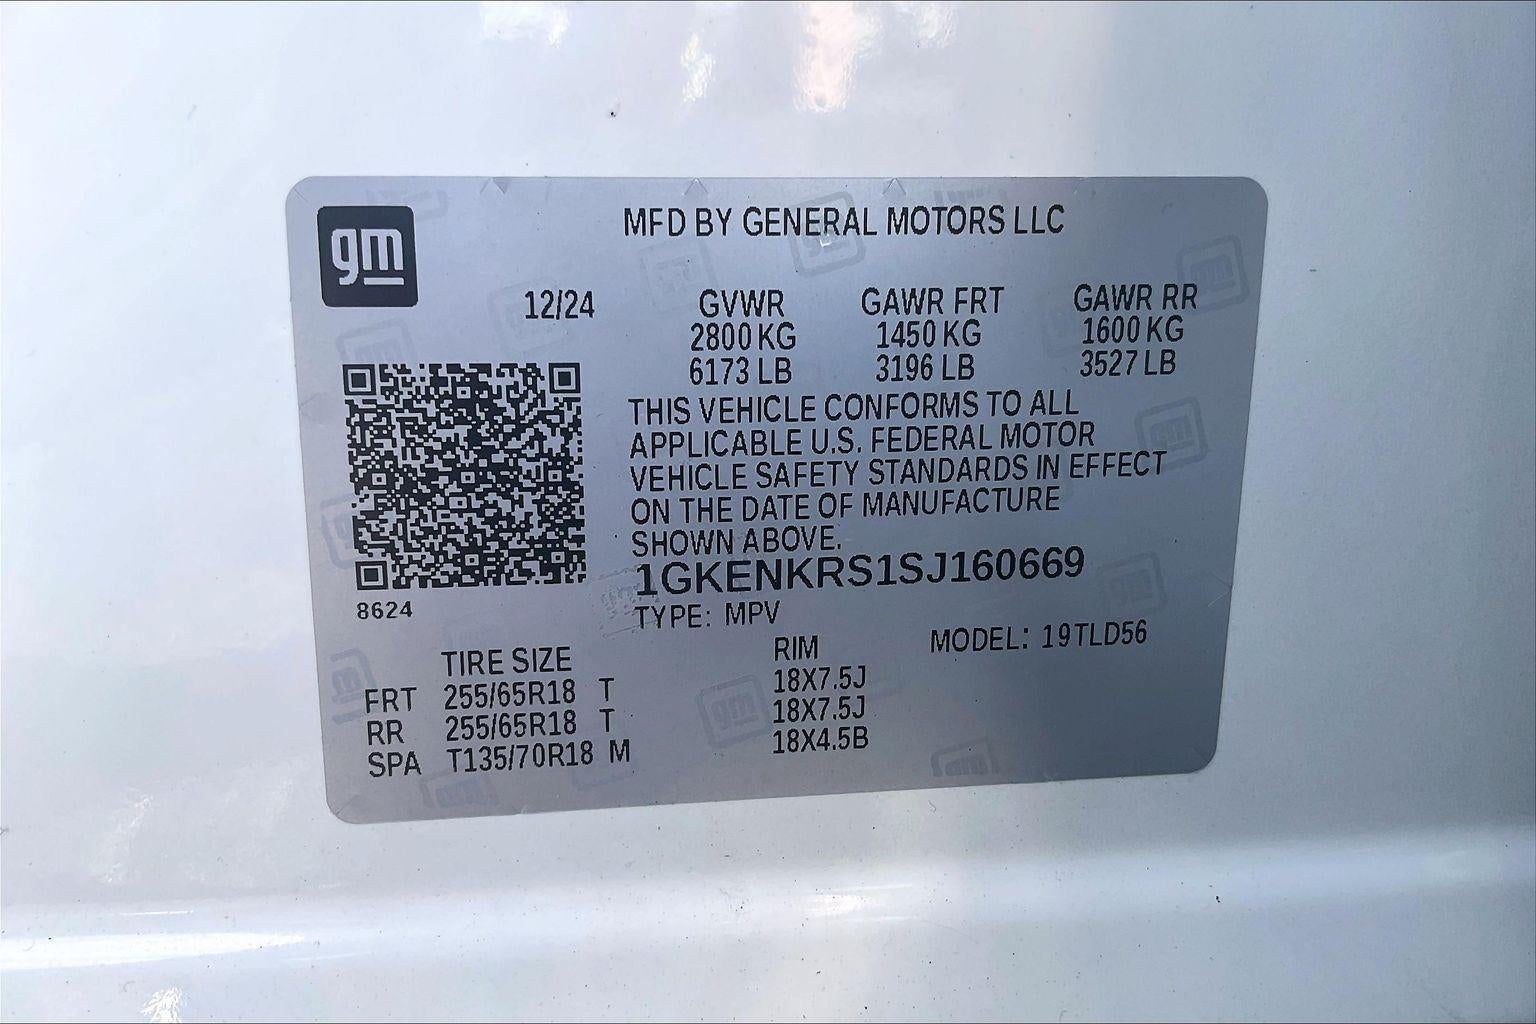 gm
MFD BY GENERAL MOTORS LLC
12/24 GVWR GAWR FRT GAWR RR
2800 KG 1450 KG 1600 KG
6173 LB 3196 LB 3527 LB
THIS VEHICLE CONFORMS TO ALL
APPLICABLE U.S. FEDERAL MOTOR
VEHICLE SAFETY STANDARDS IN EFFECT
ON THE DATE OF MANUFACTURE
SHOWN ABOVE.
1GKENKRS1SJ160669
8624
TYPE: MPV MODEL: 19TLD56
TIRE SIZE RIM
FRT 255/65R18 T 18X7.5J
RR 255/65R18 T 18X7.5J
SPA T135/70R18 M 18X4.5B